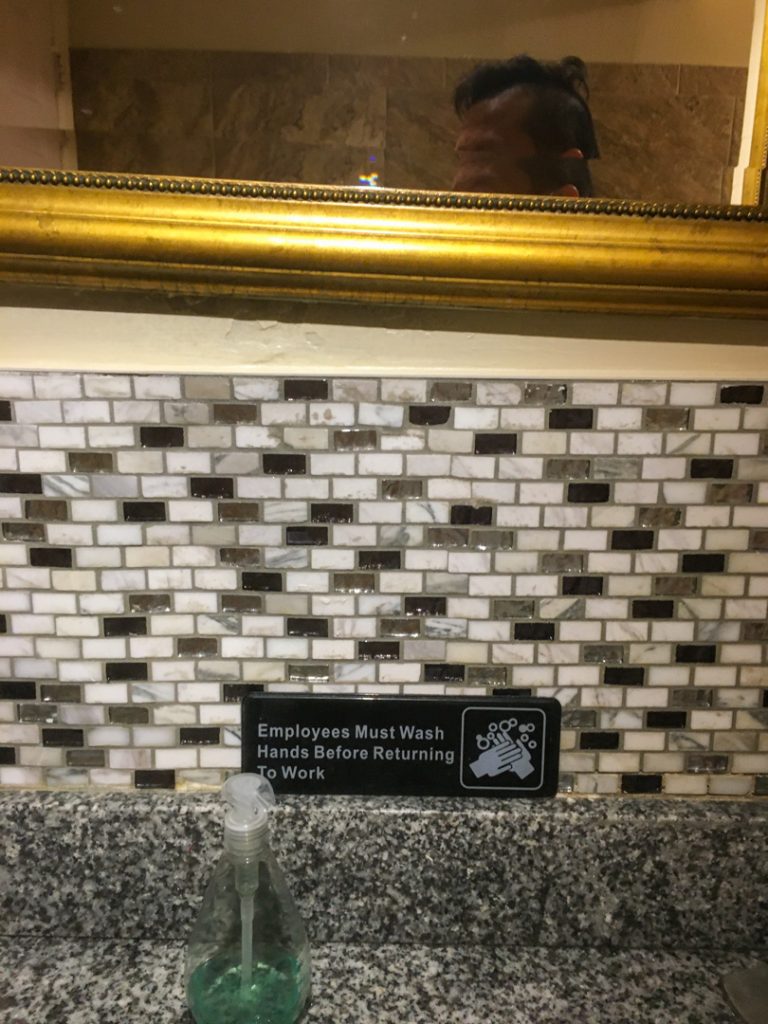 Employees Must Wash
Hands Before Returning
To Work